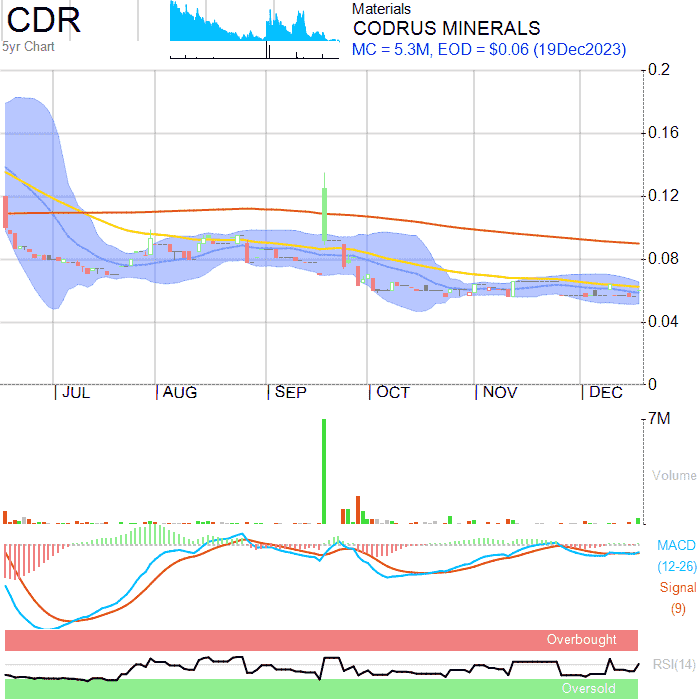 CDR
5yr Chart
Materials
CODRUS MINERALS
MC = 5.3M, EOD = $0.06 (19Dec2023)
0.2
0.16
0.12
0.08
0.04
0
JUL
AUG
SEP
OCT
NOV
DEC
7M
Volume
MACD
(12-26)
Signal
(9)
Overbought
RSI(14)
Oversold